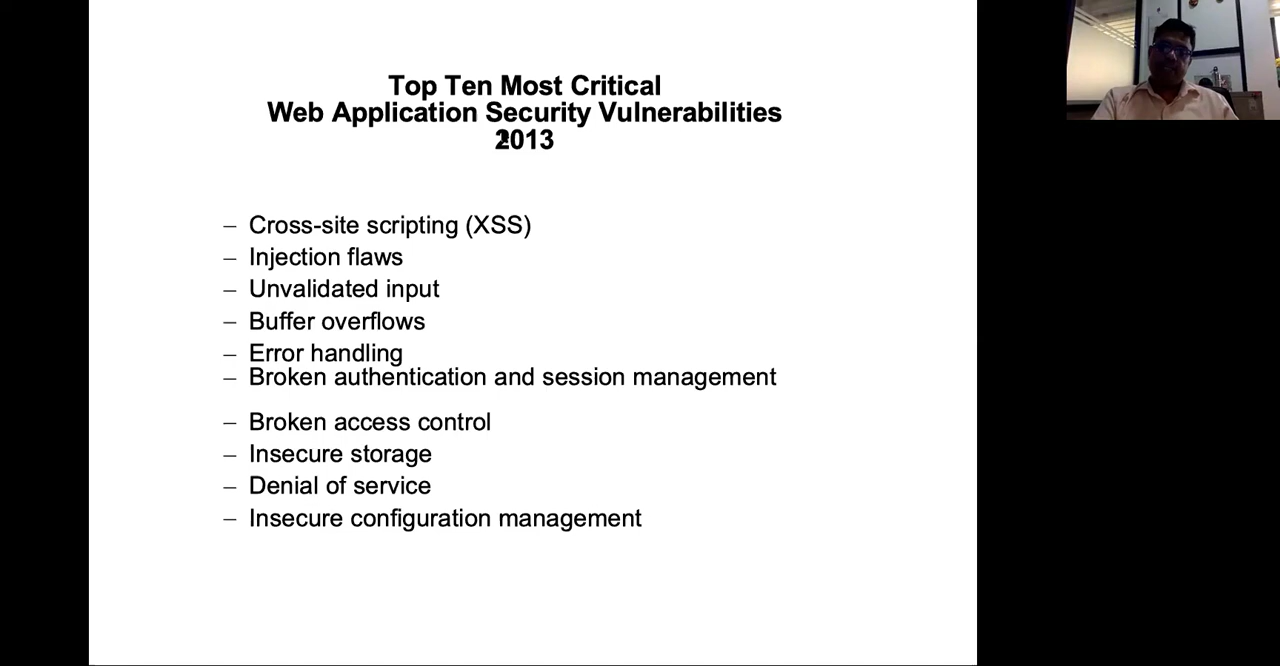 Top Ten Most Critical
Web Application Security Vulnerabilities
2013
– Cross-site scripting (XSS)
– Injection flaws
– Unvalidated input
– Buffer overflows
– Error handling
– Broken authentication and session management
– Broken access control
– Insecure storage
– Denial of service
– Insecure configuration management